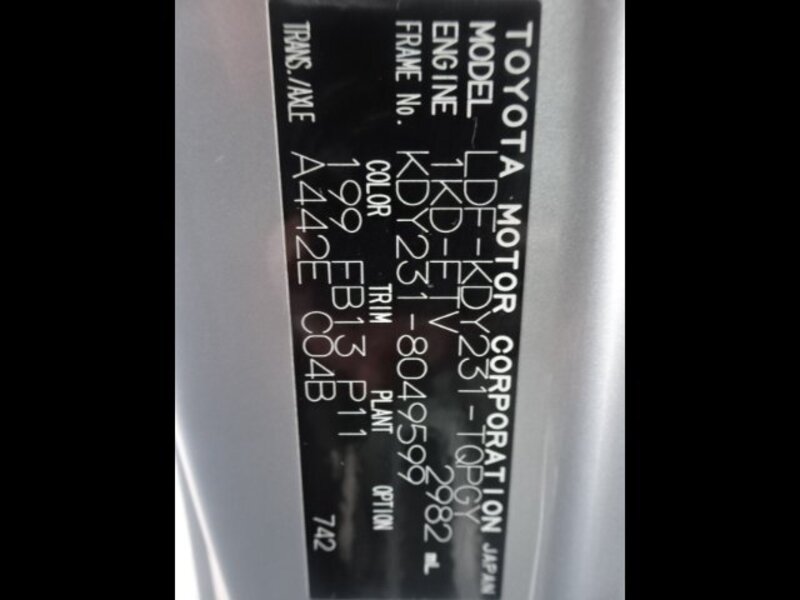 TOYOTA MOTOR CORPORATION JAPAN
MODEL LDF-KDY231-TQPGY
ENGINE 1KD-FTV 2982 mL
FRAME No. KDY231-8049599
COLOR TRIM PLANT OPTION
199 FB13 P11
TRANS./AXLE A442E C04B 742